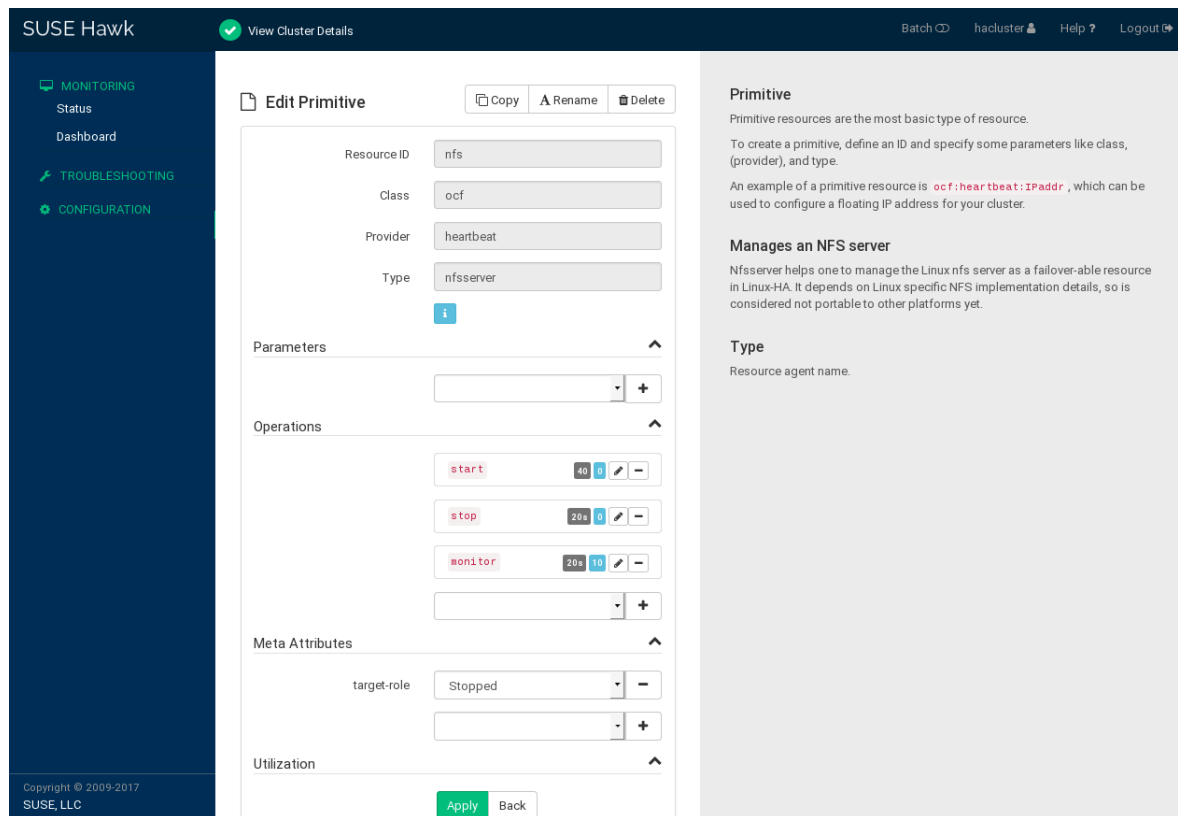 SUSE Hawk
View Cluster Details
Batch
hacluster
Help ?
Logout
MONITORING
Status
Dashboard
TROUBLESHOOTING
CONFIGURATION
Copyright © 2009-2017
SUSE, LLC
Edit Primitive
Copy
A Rename
Delete
Resource ID
nfs
Class
ocf
Provider
heartbeat
Type
nfsserver
i
Parameters
Operations
start
40 0
stop
20s 0
monitor
20s 10
Meta Attributes
target-role
Stopped
Utilization
Apply
Back
Primitive
Primitive resources are the most basic type of resource.
To create a primitive, define an ID and specify some parameters like class,
(provider), and type.
An example of a primitive resource is ocf:heartbeat:IPaddr , which can be
used to configure a floating IP address for your cluster.
Manages an NFS server
Nfsserver helps one to manage the Linux nfs server as a failover-able resource
in Linux-HA. It depends on Linux specific NFS implementation details, so is
considered not portable to other platforms yet.
Type
Resource agent name.